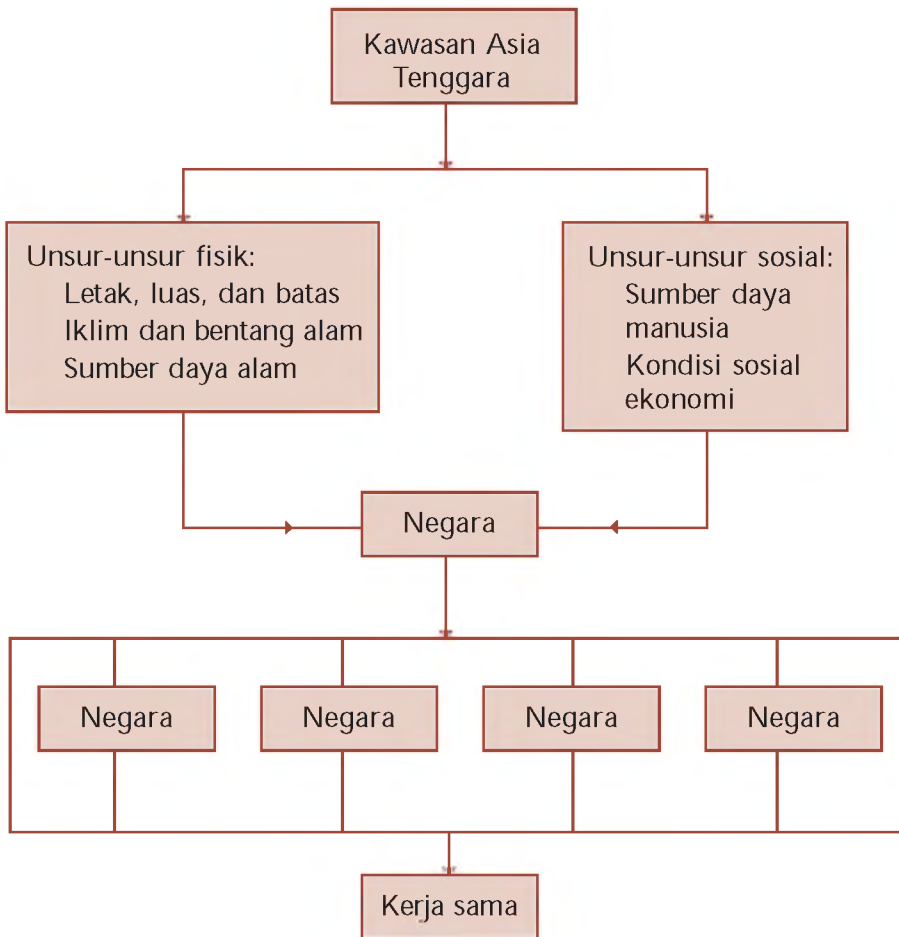 Kawasan Asia
Tenggara
Unsur-unsur fisik:
Letak, luas, dan batas
Iklim dan bentang alam
Sumber daya alam
Unsur-unsur sosial:
Sumber daya
manusia
Kondisi sosial
ekonomi
Negara
Negara
Negara
Negara
Negara
Kerja sama